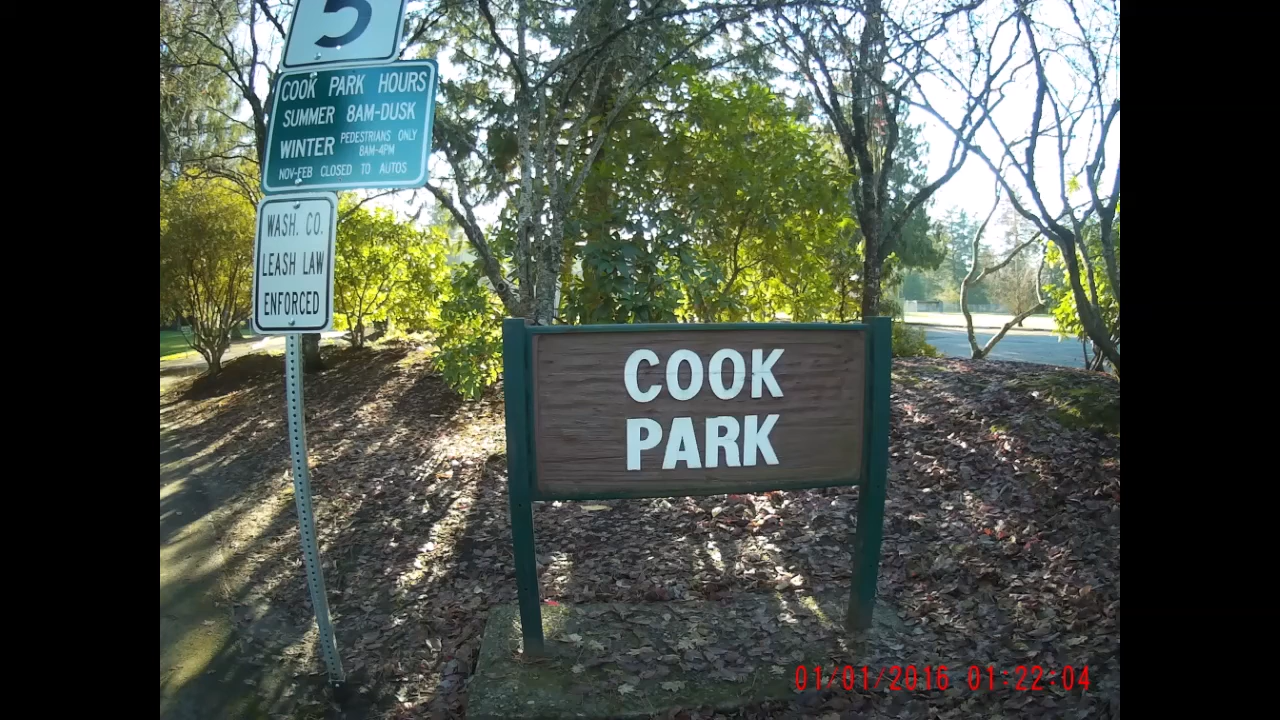 5
COOK PARK HOURS
SUMMER 8AM-DUSK
WINTER PEDESTRIANS ONLY
8AM-4PM
NOV-FEB CLOSED TO AUTOS
WASH. CO.
LEASH LAW
ENFORCED
COOK
PARK
01/01/2016 01:22:04